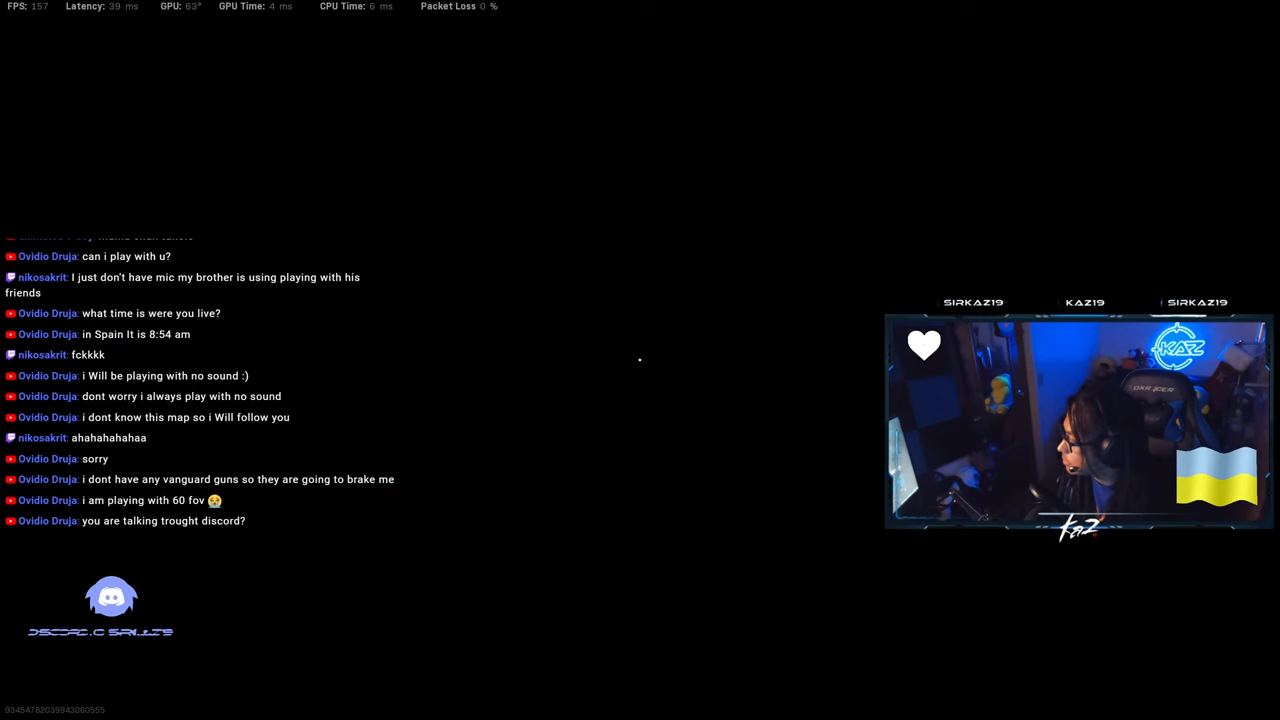 FPS: 157 Latency: 39 ms GPU: 63° GPU Time: 4 ms CPU Time: 6 ms Packet Loss 0 %
Ovidio Druja: can i play with u?
nikosakrit: I just don't have mic my brother is using playing with his
friends
Ovidio Druja: what time is were you live?
Ovidio Druja: in Spain It is 8:54 am
nikosakrit: fckkkk
Ovidio Druja: i Will be playing with no sound :)
Ovidio Druja: dont worry i always play with no sound
Ovidio Druja: i dont know this map so i Will follow you
nikosakrit: ahahahahahaa
Ovidio Druja: sorry
Ovidio Druja: i dont have any vanguard guns so they are going to brake me
Ovidio Druja: i am playing with 60 fov 😭
Ovidio Druja: you are talking trought discord?
SIRKAZ19 KAZ19 SIRKAZ19
KAZ
DXRACER
KaZ
93454782039943060555